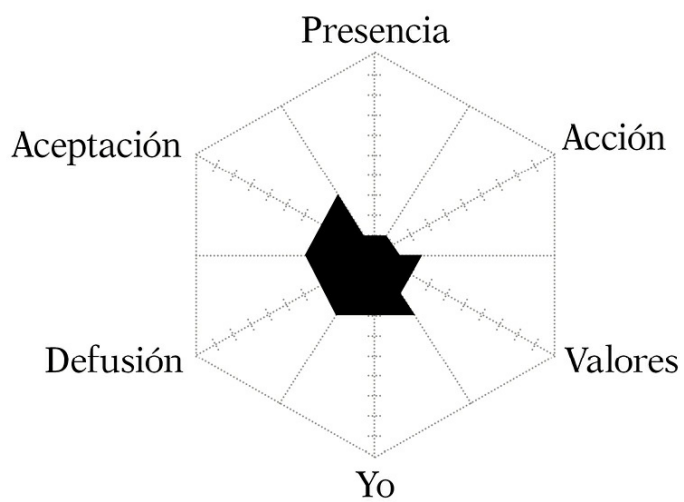 Presencia
Aceptación
Acción
Defusión
Valores
Yo